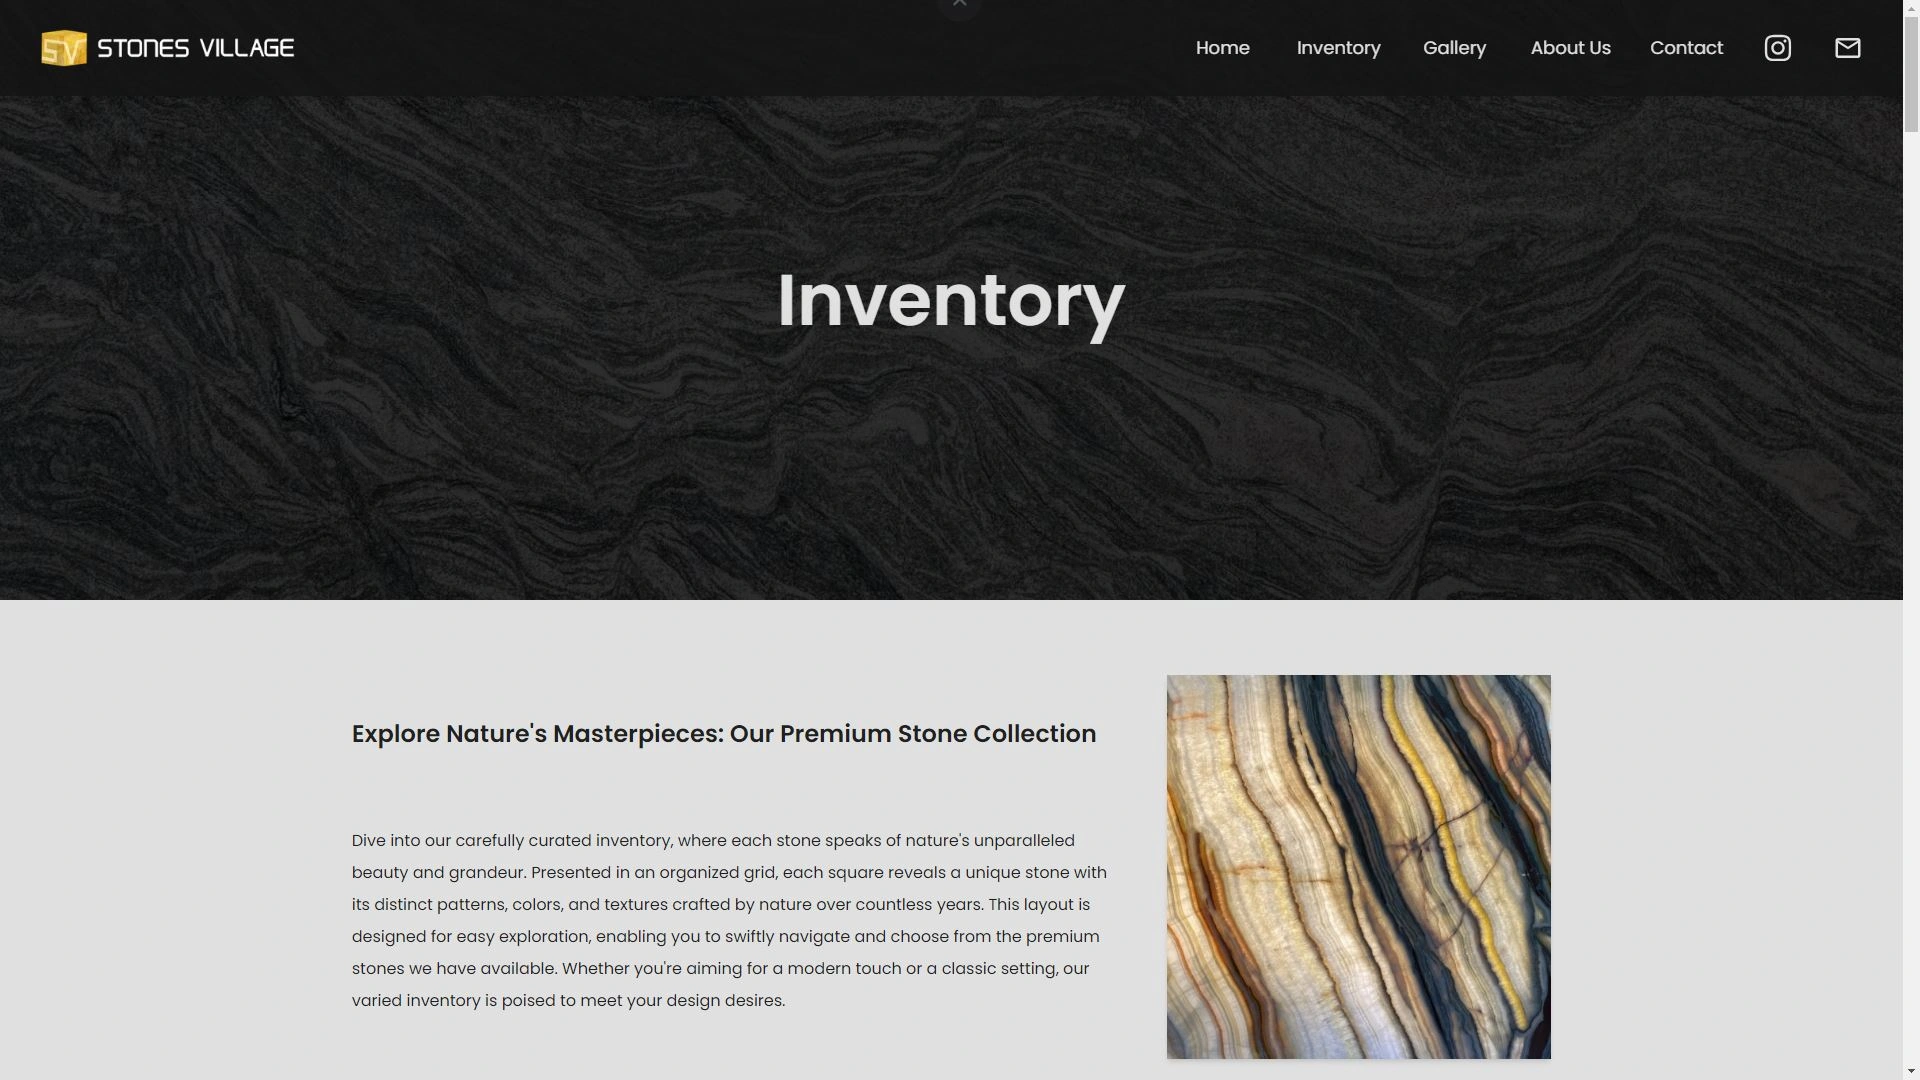 SV STONES VILLAGE
Home Inventory Gallery About Us Contact
Inventory
Explore Nature's Masterpieces: Our Premium Stone Collection
Dive into our carefully curated inventory, where each stone speaks of nature's unparalleled
beauty and grandeur. Presented in an organized grid, each square reveals a unique stone with
its distinct patterns, colors, and textures crafted by nature over countless years. This layout is
designed for easy exploration, enabling you to swiftly navigate and choose from the premium
stones we have available. Whether you're aiming for a modern touch or a classic setting, our
varied inventory is poised to meet your design desires.